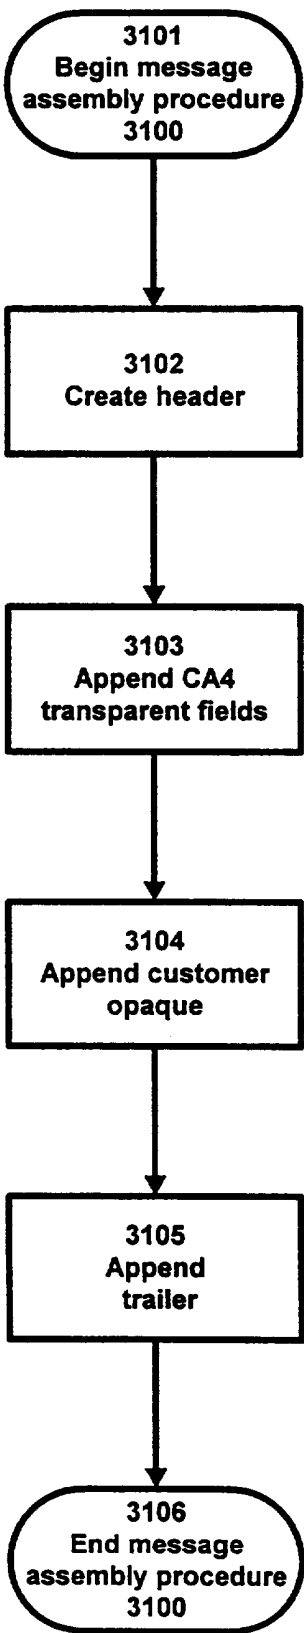 3101
Begin message
assembly procedure
3100
3102
Create header
3103
Append CA4
transparent fields
3104
Append customer
opaque
3105
Append
trailer
3106
End message
assembly procedure
3100